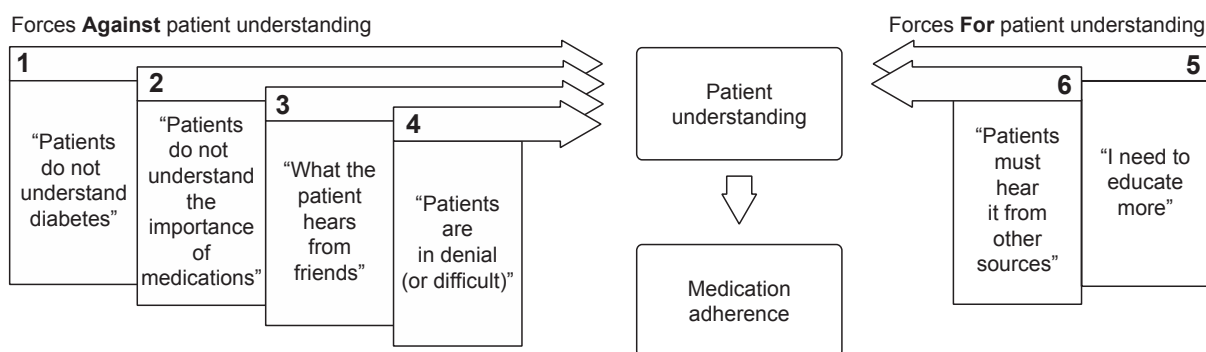 Forces Against patient understanding
1
“Patients
do not
understand
diabetes”
2
“Patients
do not
understand
the
importance
of
medications”
3
“What the
patient
hears
from
friends”
4
“Patients
are
in denial
(or difficult)”
Patient
understanding
Medication
adherence
Forces For patient understanding
5
“I need to
educate
more”
6
“Patients
must
hear
it from
other
sources”